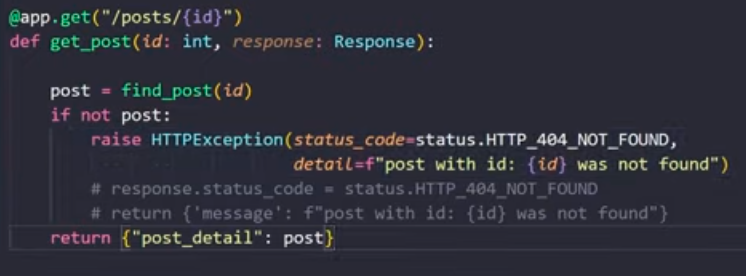 @app.get("/posts/{id}")
def get_post(id: int, response: Response):
post = find_post(id)
if not post:
raise HTTPException(status_code=status.HTTP_404_NOT_FOUND,
detail=f"post with id: {id} was not found")
# response.status_code = status.HTTP_404_NOT_FOUND
# return {'message': f"post with id: {id} was not found"}
return {"post_detail": post}